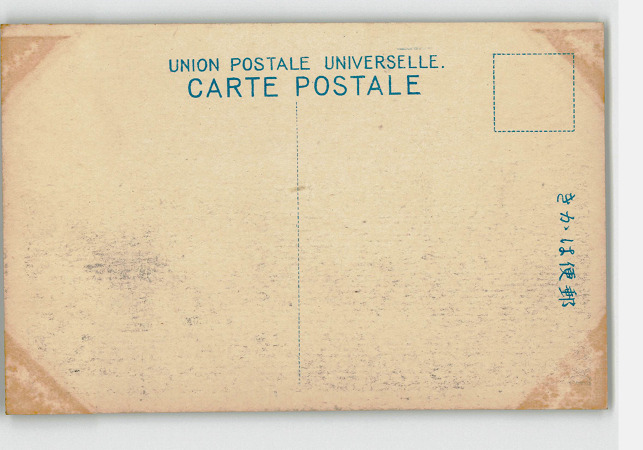 UNION POSTALE UNIVERSELLE.
CARTE POSTALE
きかは便郵